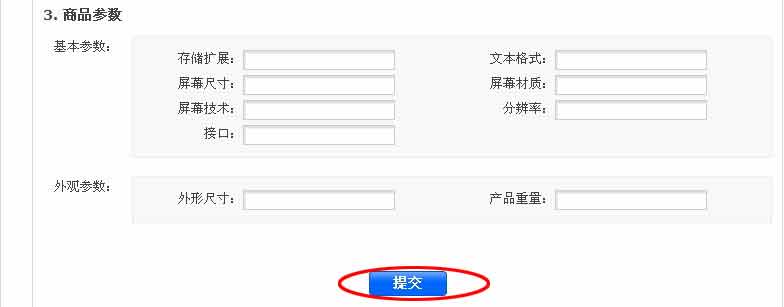 3. 商品参数
基本参数：
存储扩展： 文本格式：
屏幕尺寸： 屏幕材质：
屏幕技术： 分辨率：
接口：
外观参数：
外形尺寸： 产品重量：
提交